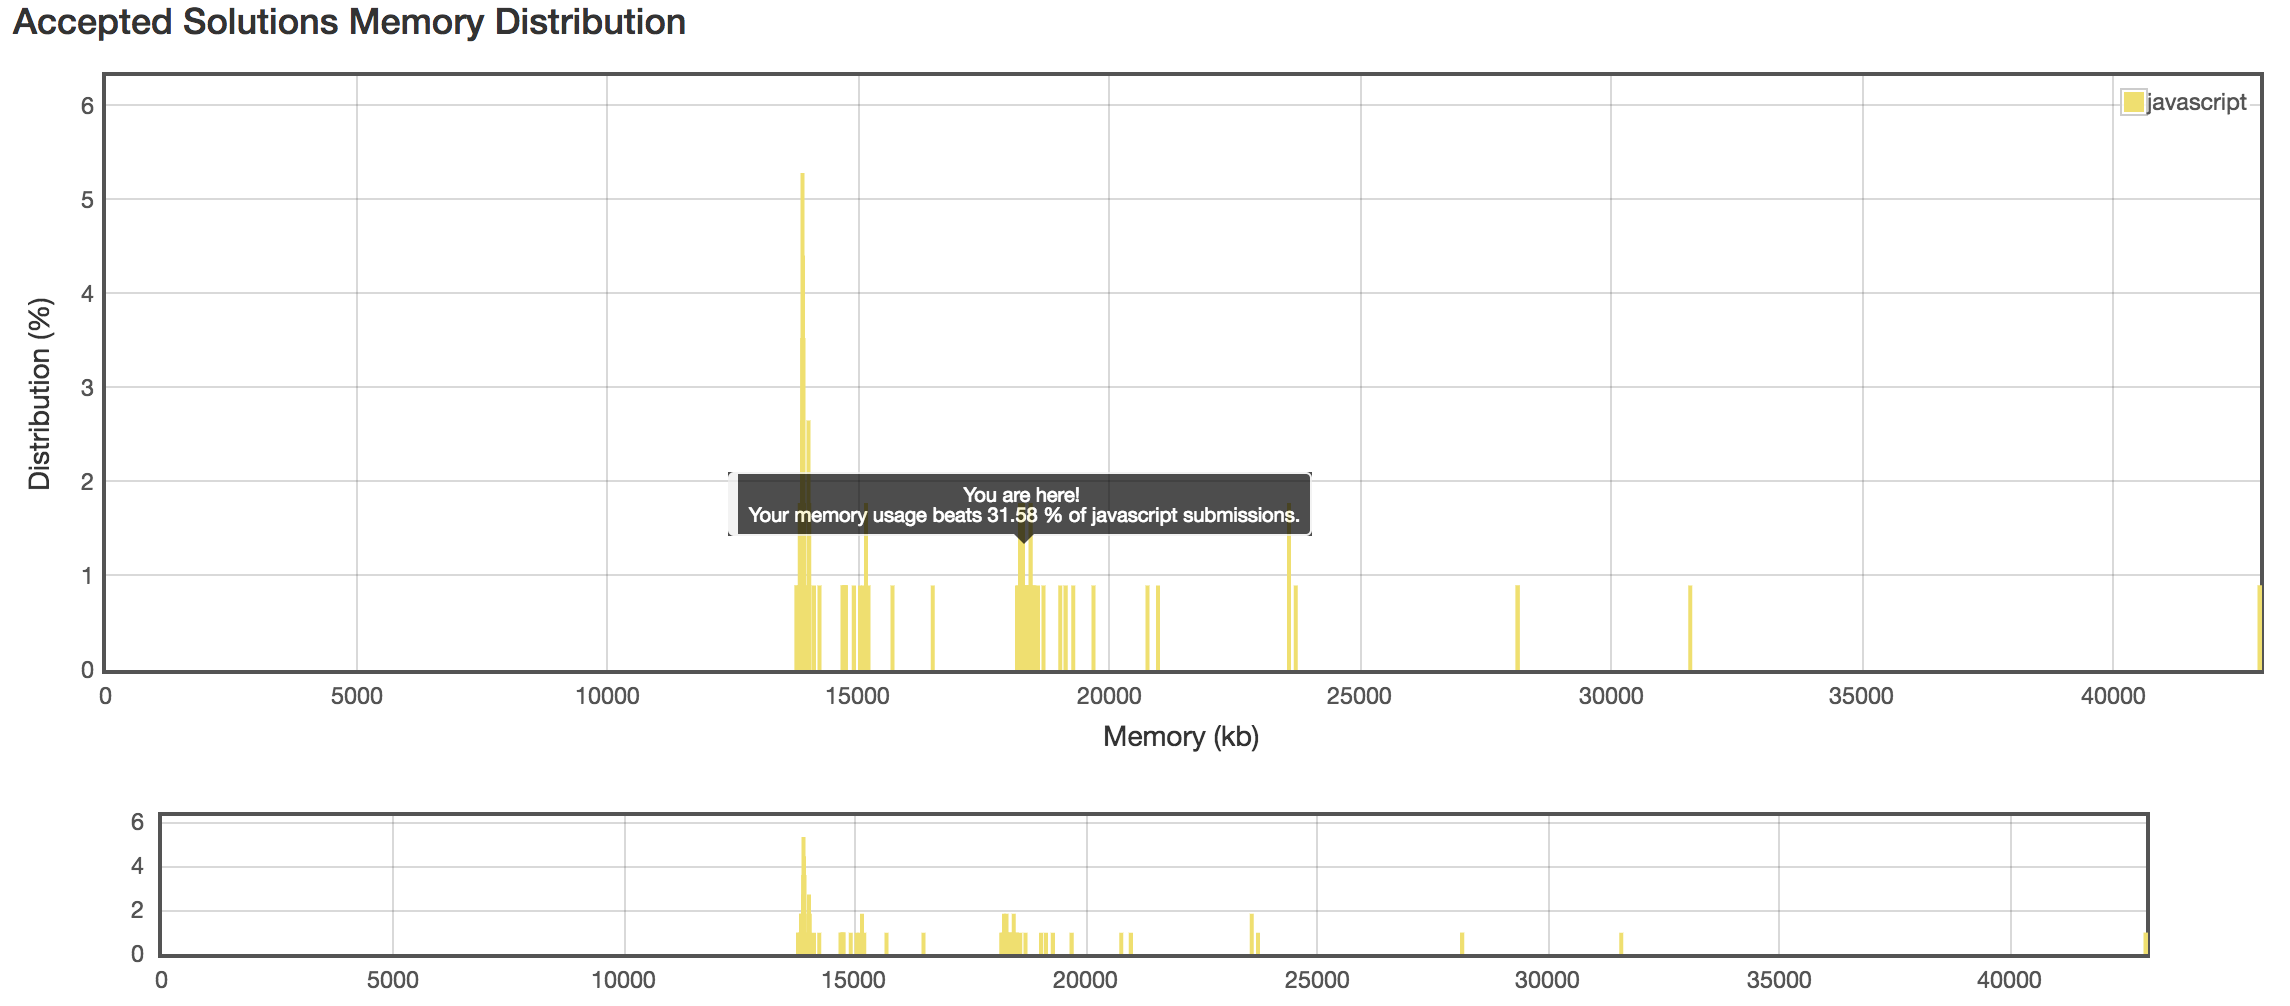 Accepted Solutions Memory Distribution
javascript
6
5
4
3
2
1
0
Distribution (%)
You are here!
Your memory usage beats 31.58 % of javascript submissions.
0 5000 10000 15000 20000 25000 30000 35000 40000
Memory (kb)
6
4
2
0
0 5000 10000 15000 20000 25000 30000 35000 40000